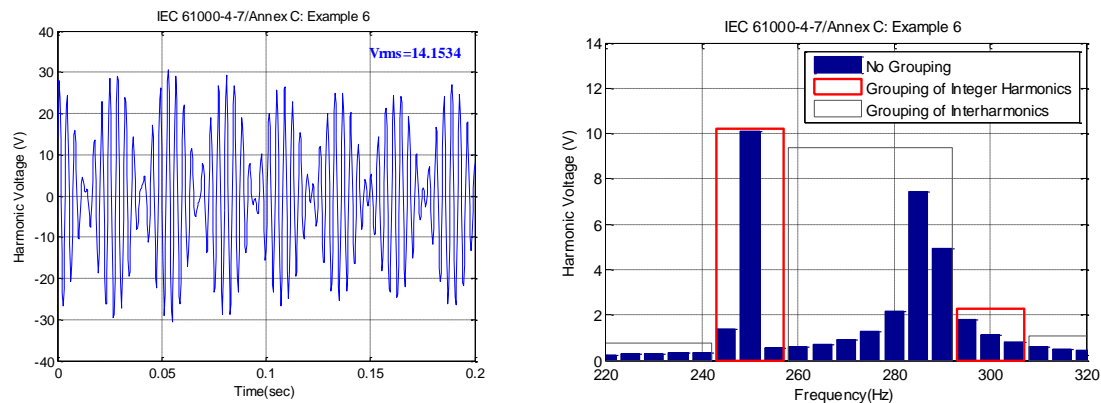 IEC 61000-4-7/Annex C: Example 6
Vrms=14.1534
40
30
20
10
0
-10
-20
-30
-40
Harmonic Voltage (V)
0 0.05 0.1 0.15 0.2
Time(sec)
IEC 61000-4-7/Annex C: Example 6
No Grouping
Grouping of Integer Harmonics
Grouping of Interharmonics
14
12
10
8
6
4
2
0
Harmonic Voltage (V)
220 240 260 280 300 320
Frequency(Hz)